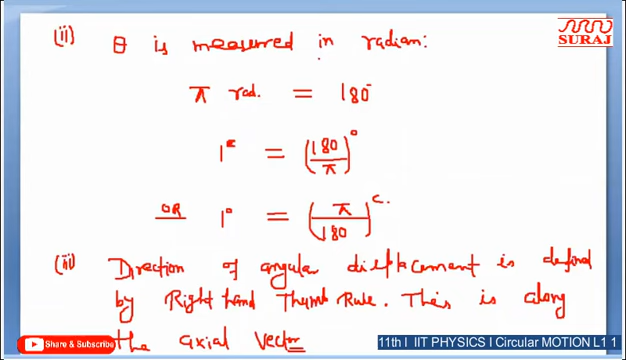 (ii) θ is measured in radian:
SURAJ
π rad. = 180°
1ᶜ = (180/π)°
OR 1° = (π/180)ᶜ.
(iii) Direction of angular displacement is defined
by Right hand Thumb Rule. This is along
the axial vector
Share & Subscribe
11th I IIT PHYSICS I Circular MOTION L1 1